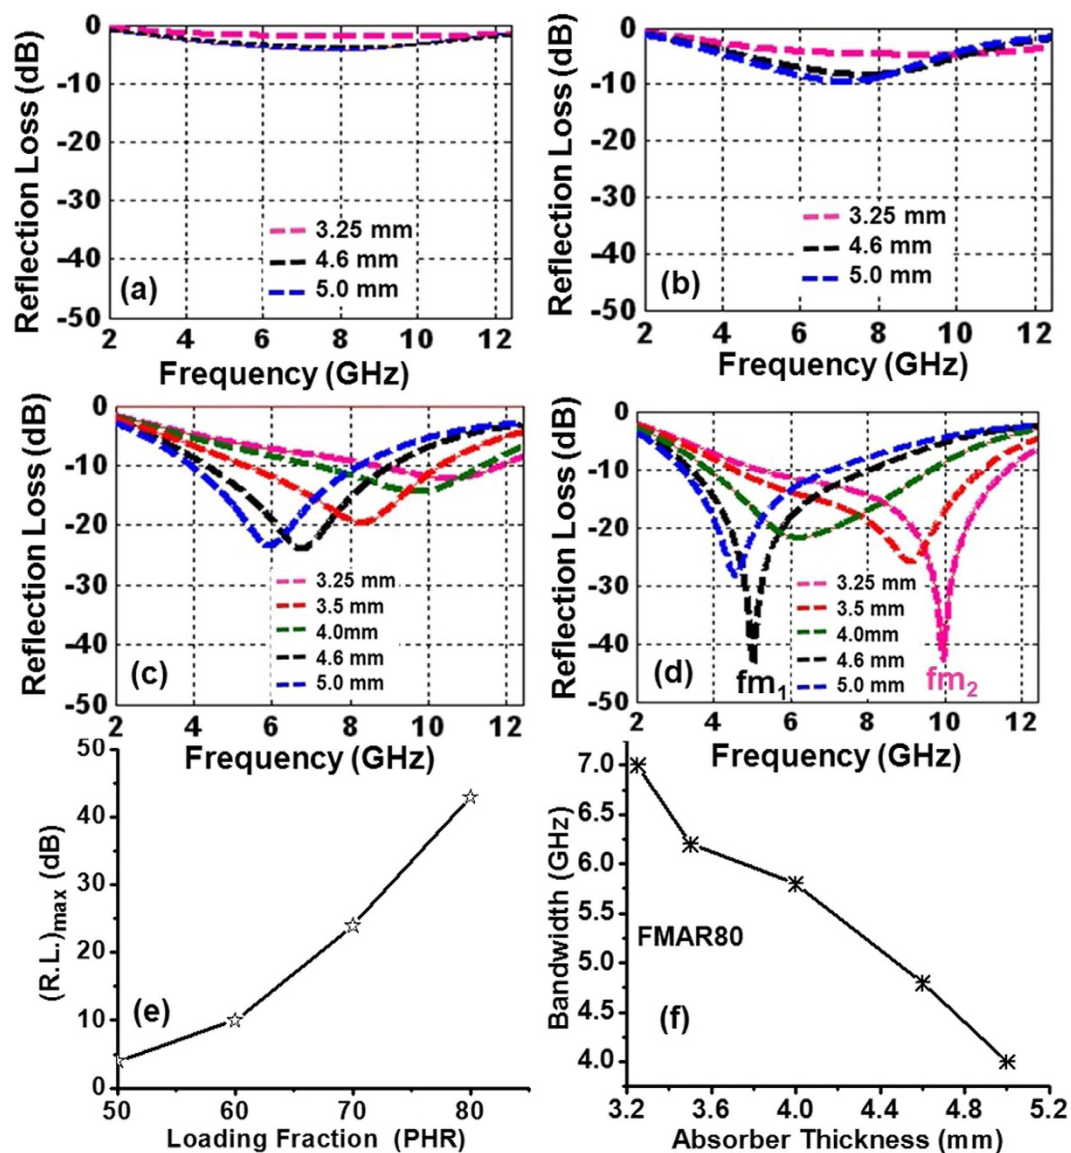 0
-10
-20
-30
-40
-50
Reflection Loss (dB)
3.25 mm
4.6 mm
5.0 mm
(a)
2 4 6 8 10 12
Frequency (GHz)
0
-10
-20
-30
-40
-50
Reflection Loss (dB)
3.25 mm
4.6 mm
5.0 mm
(b)
2 4 6 8 10 12
Frequency (GHz)
0
-10
-20
-30
-40
-50
Reflection Loss (dB)
3.25 mm
3.5 mm
4.0mm
4.6 mm
5.0 mm
(c)
2 4 6 8 10 12
Frequency (GHz)
0
-10
-20
-30
-40
-50
Reflection Loss (dB)
3.25 mm
3.5 mm
4.0mm
4.6 mm
5.0 mm
(d)
fm₁
fm₂
2 4 6 8 10 12
Frequency (GHz)
50
40
30
20
10
0
(R.L.)max (dB)
(e)
50 60 70 80
Loading Fraction (PHR)
7.0
6.5
6.0
5.5
5.0
4.5
4.0
Bandwidth (GHz)
FMAR80
(f)
3.2 3.6 4.0 4.4 4.8 5.2
Absorber Thickness (mm)